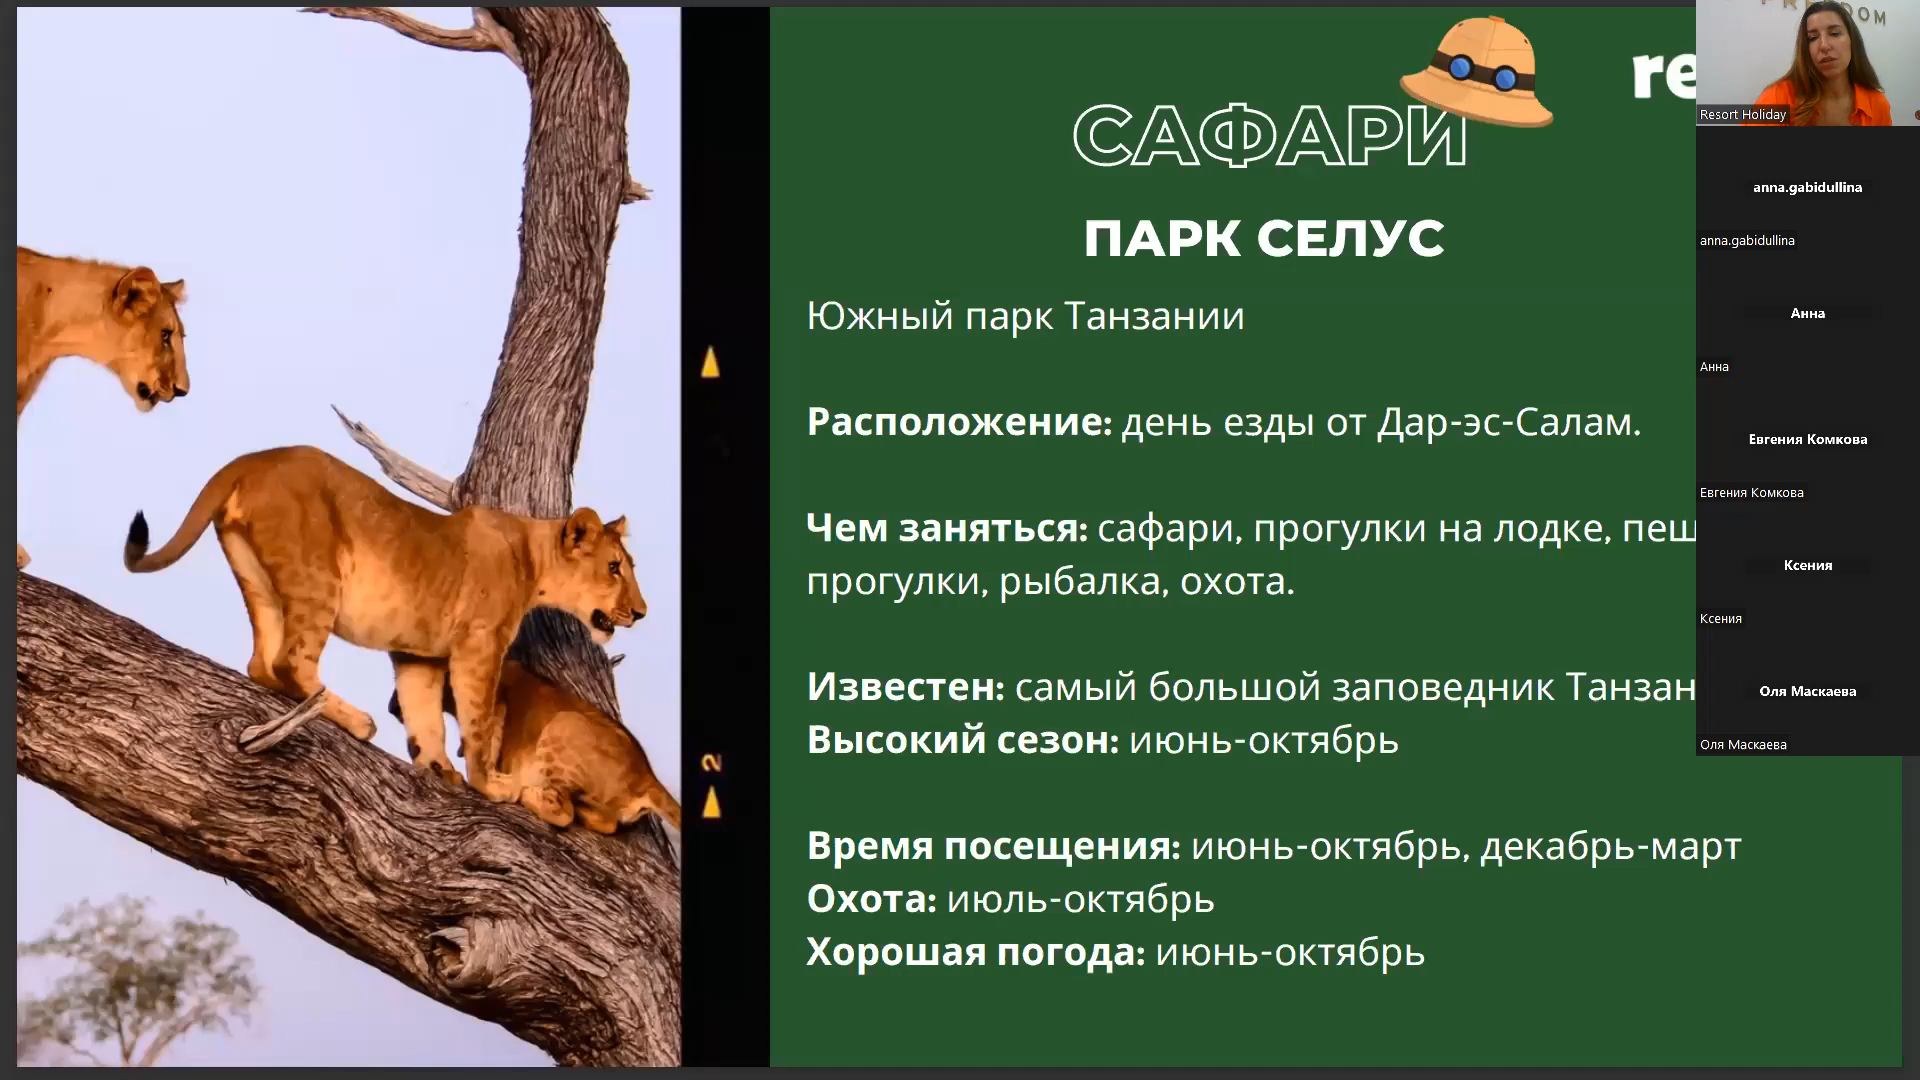 САФАРИ
re
ПАРК СЕЛУС
Южный парк Танзании
Расположение: день езды от Дар-эс-Салам.
Чем заняться: сафари, прогулки на лодке, пеш
прогулки, рыбалка, охота.
Известен: самый большой заповедник Танзан
Высокий сезон: июнь-октябрь
Время посещения: июнь-октябрь, декабрь-март
Охота: июль-октябрь
Хорошая погода: июнь-октябрь
2
Resort Holiday
anna.gabidullina
anna.gabidullina
Анна
Анна
Евгения Комкова
Евгения Комкова
Ксения
Ксения
Оля Маскаева
Оля Маскаева